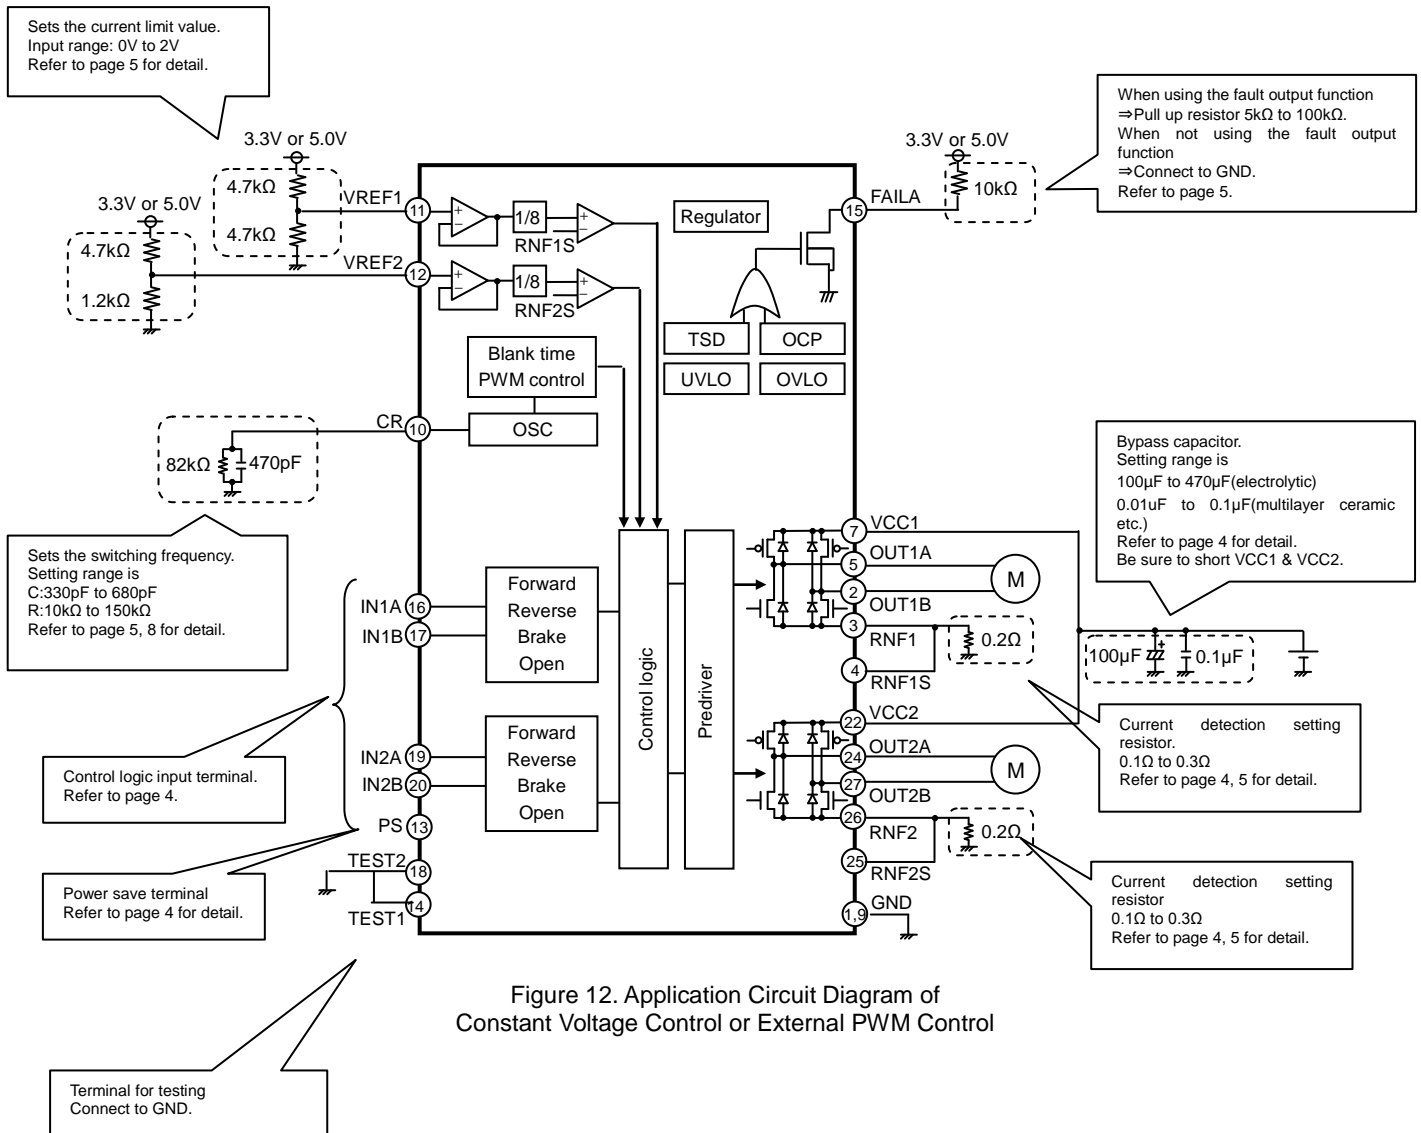 Sets the current limit value.
Input range: 0V to 2V
Refer to page 5 for detail.
When using the fault output function
⇒Pull up resistor 5kΩ to 100kΩ.
When not using the fault output
function
⇒Connect to GND.
Refer to page 5.
3.3V or 5.0V
4.7kΩ
4.7kΩ
3.3V or 5.0V
4.7kΩ
1.2kΩ
VREF1
11
VREF2
12
+
−
1/8
+
−
RNF1S
+
−
1/8
+
−
RNF2S
Regulator
15
FAILA
3.3V or 5.0V
10kΩ
TSD
OCP
UVLO
OVLO
Blank time
PWM control
OSC
CR
10
82kΩ
470pF
Sets the switching frequency.
Setting range is
C:330pF to 680pF
R:10kΩ to 150kΩ
Refer to page 5, 8 for detail.
Bypass capacitor.
Setting range is
100µF to 470µF(electrolytic)
0.01uF to 0.1µF(multilayer ceramic
etc.)
Refer to page 4 for detail.
Be sure to short VCC1 & VCC2.
IN1A
16
IN1B
17
Forward
Reverse
Brake
Open
IN2A
19
IN2B
20
Forward
Reverse
Brake
Open
PS
13
TEST2
18
14
TEST1
Control logic
Predriver
7
VCC1
5
OUT1A
M
2
OUT1B
3
RNF1
0.2Ω
4
RNF1S
100µF
+
0.1µF
22
VCC2
24
OUT2A
M
27
OUT2B
26
RNF2
0.2Ω
25
RNF2S
1,9
GND
Control logic input terminal.
Refer to page 4.
Power save terminal
Refer to page 4 for detail.
Current detection setting
resistor.
0.1Ω to 0.3Ω
Refer to page 4, 5 for detail.
Current detection setting
resistor
0.1Ω to 0.3Ω
Refer to page 4, 5 for detail.
Figure 12. Application Circuit Diagram of
Constant Voltage Control or External PWM Control
Terminal for testing
Connect to GND.